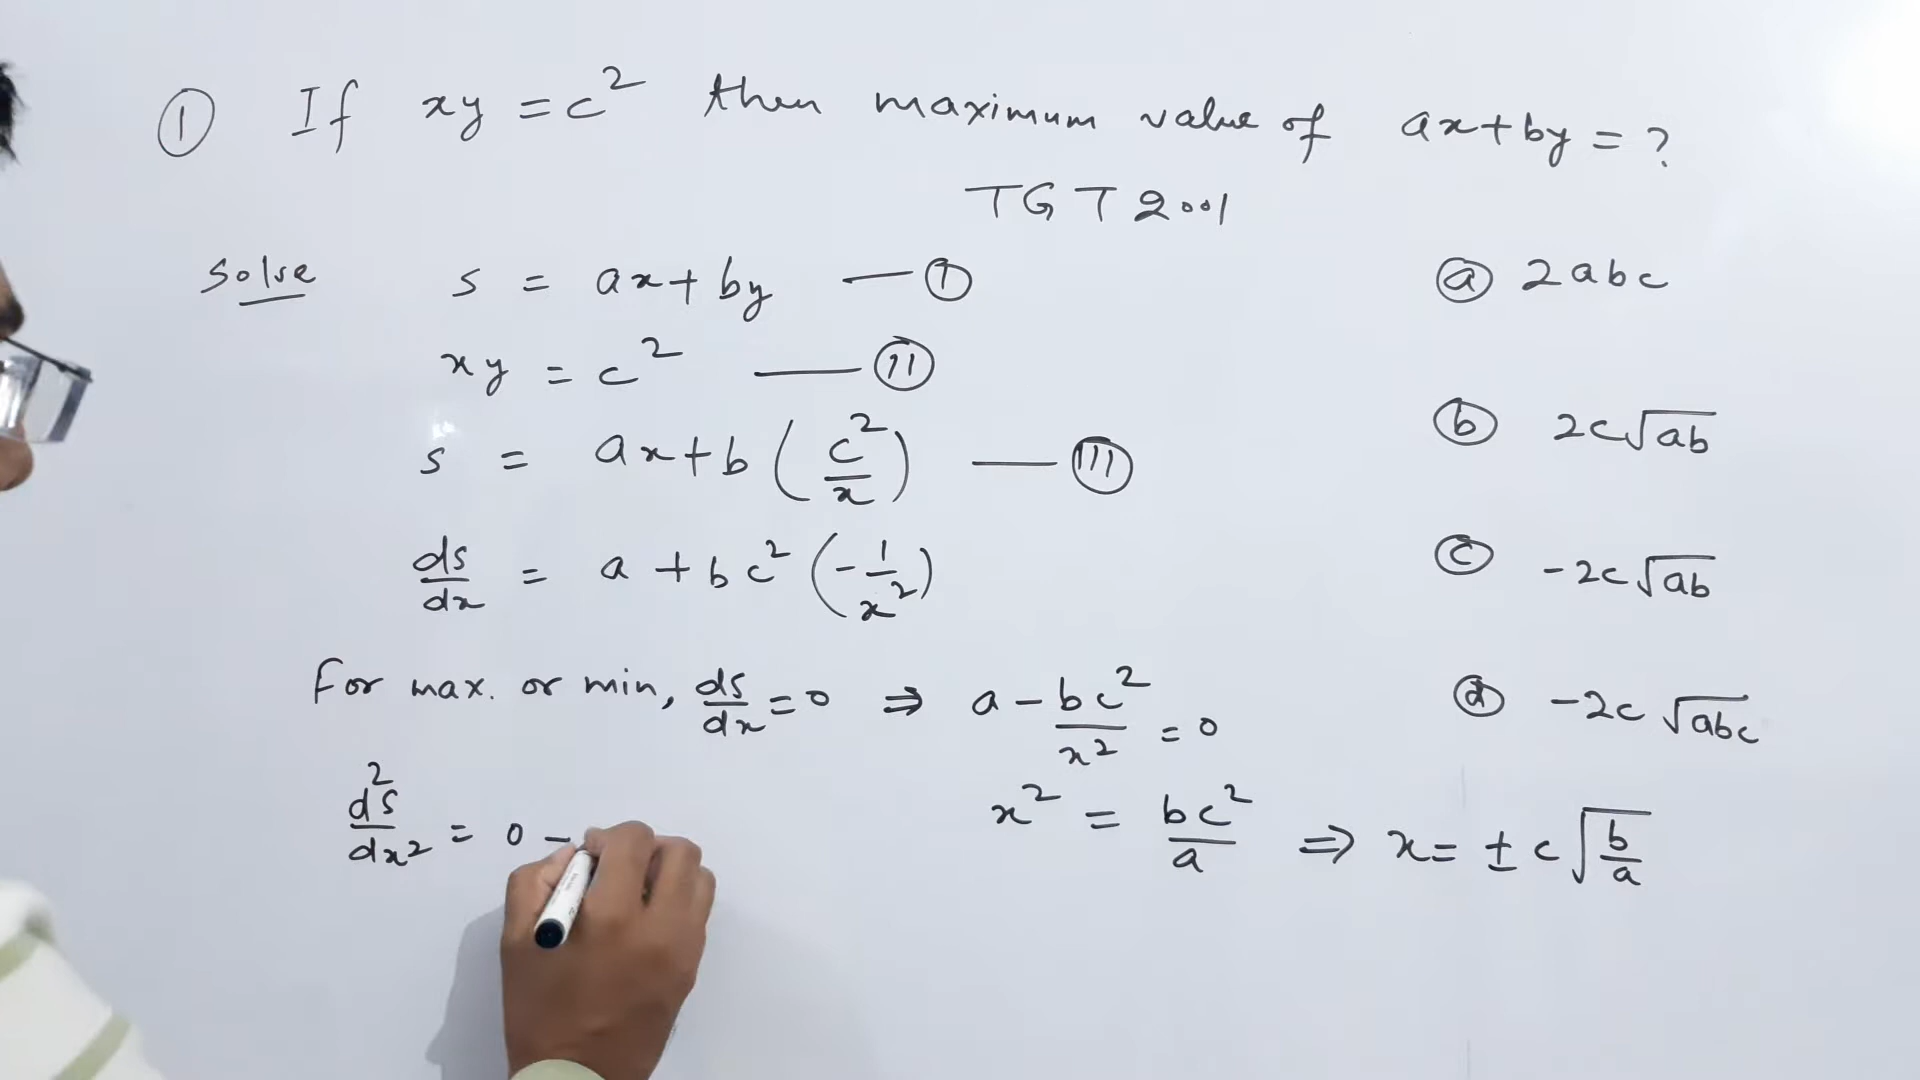 ① If xy = c² then maximum value of ax+by = ?
TGT 2001
Solve s = ax + by — Ⓘ
xy = c² — ⑪
s = ax+b (c²/x) — Ⓘⓘⓘ
ds/dx = a + bc² (-1/x²)
For max. or min, ds/dx = 0 ⇒ a - bc²/x² = 0
x² = bc²/a ⇒ x = ± c√(b/a)
d²s/dx² = 0 -
ⓐ 2abc
ⓑ 2c√ab
ⓒ -2c√ab
ⓓ -2c√abc